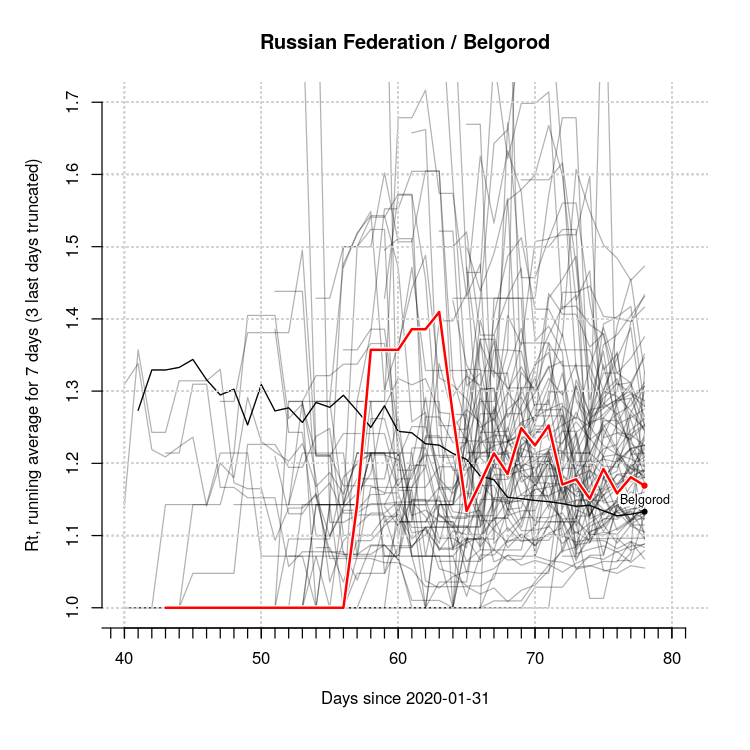 Russian Federation / Belgorod
Rt, running average for 7 days (3 last days truncated)
1.7
1.6
1.5
1.4
1.3
1.2
1.1
1.0
Belgorod
40 50 60 70 80
Days since 2020-01-31